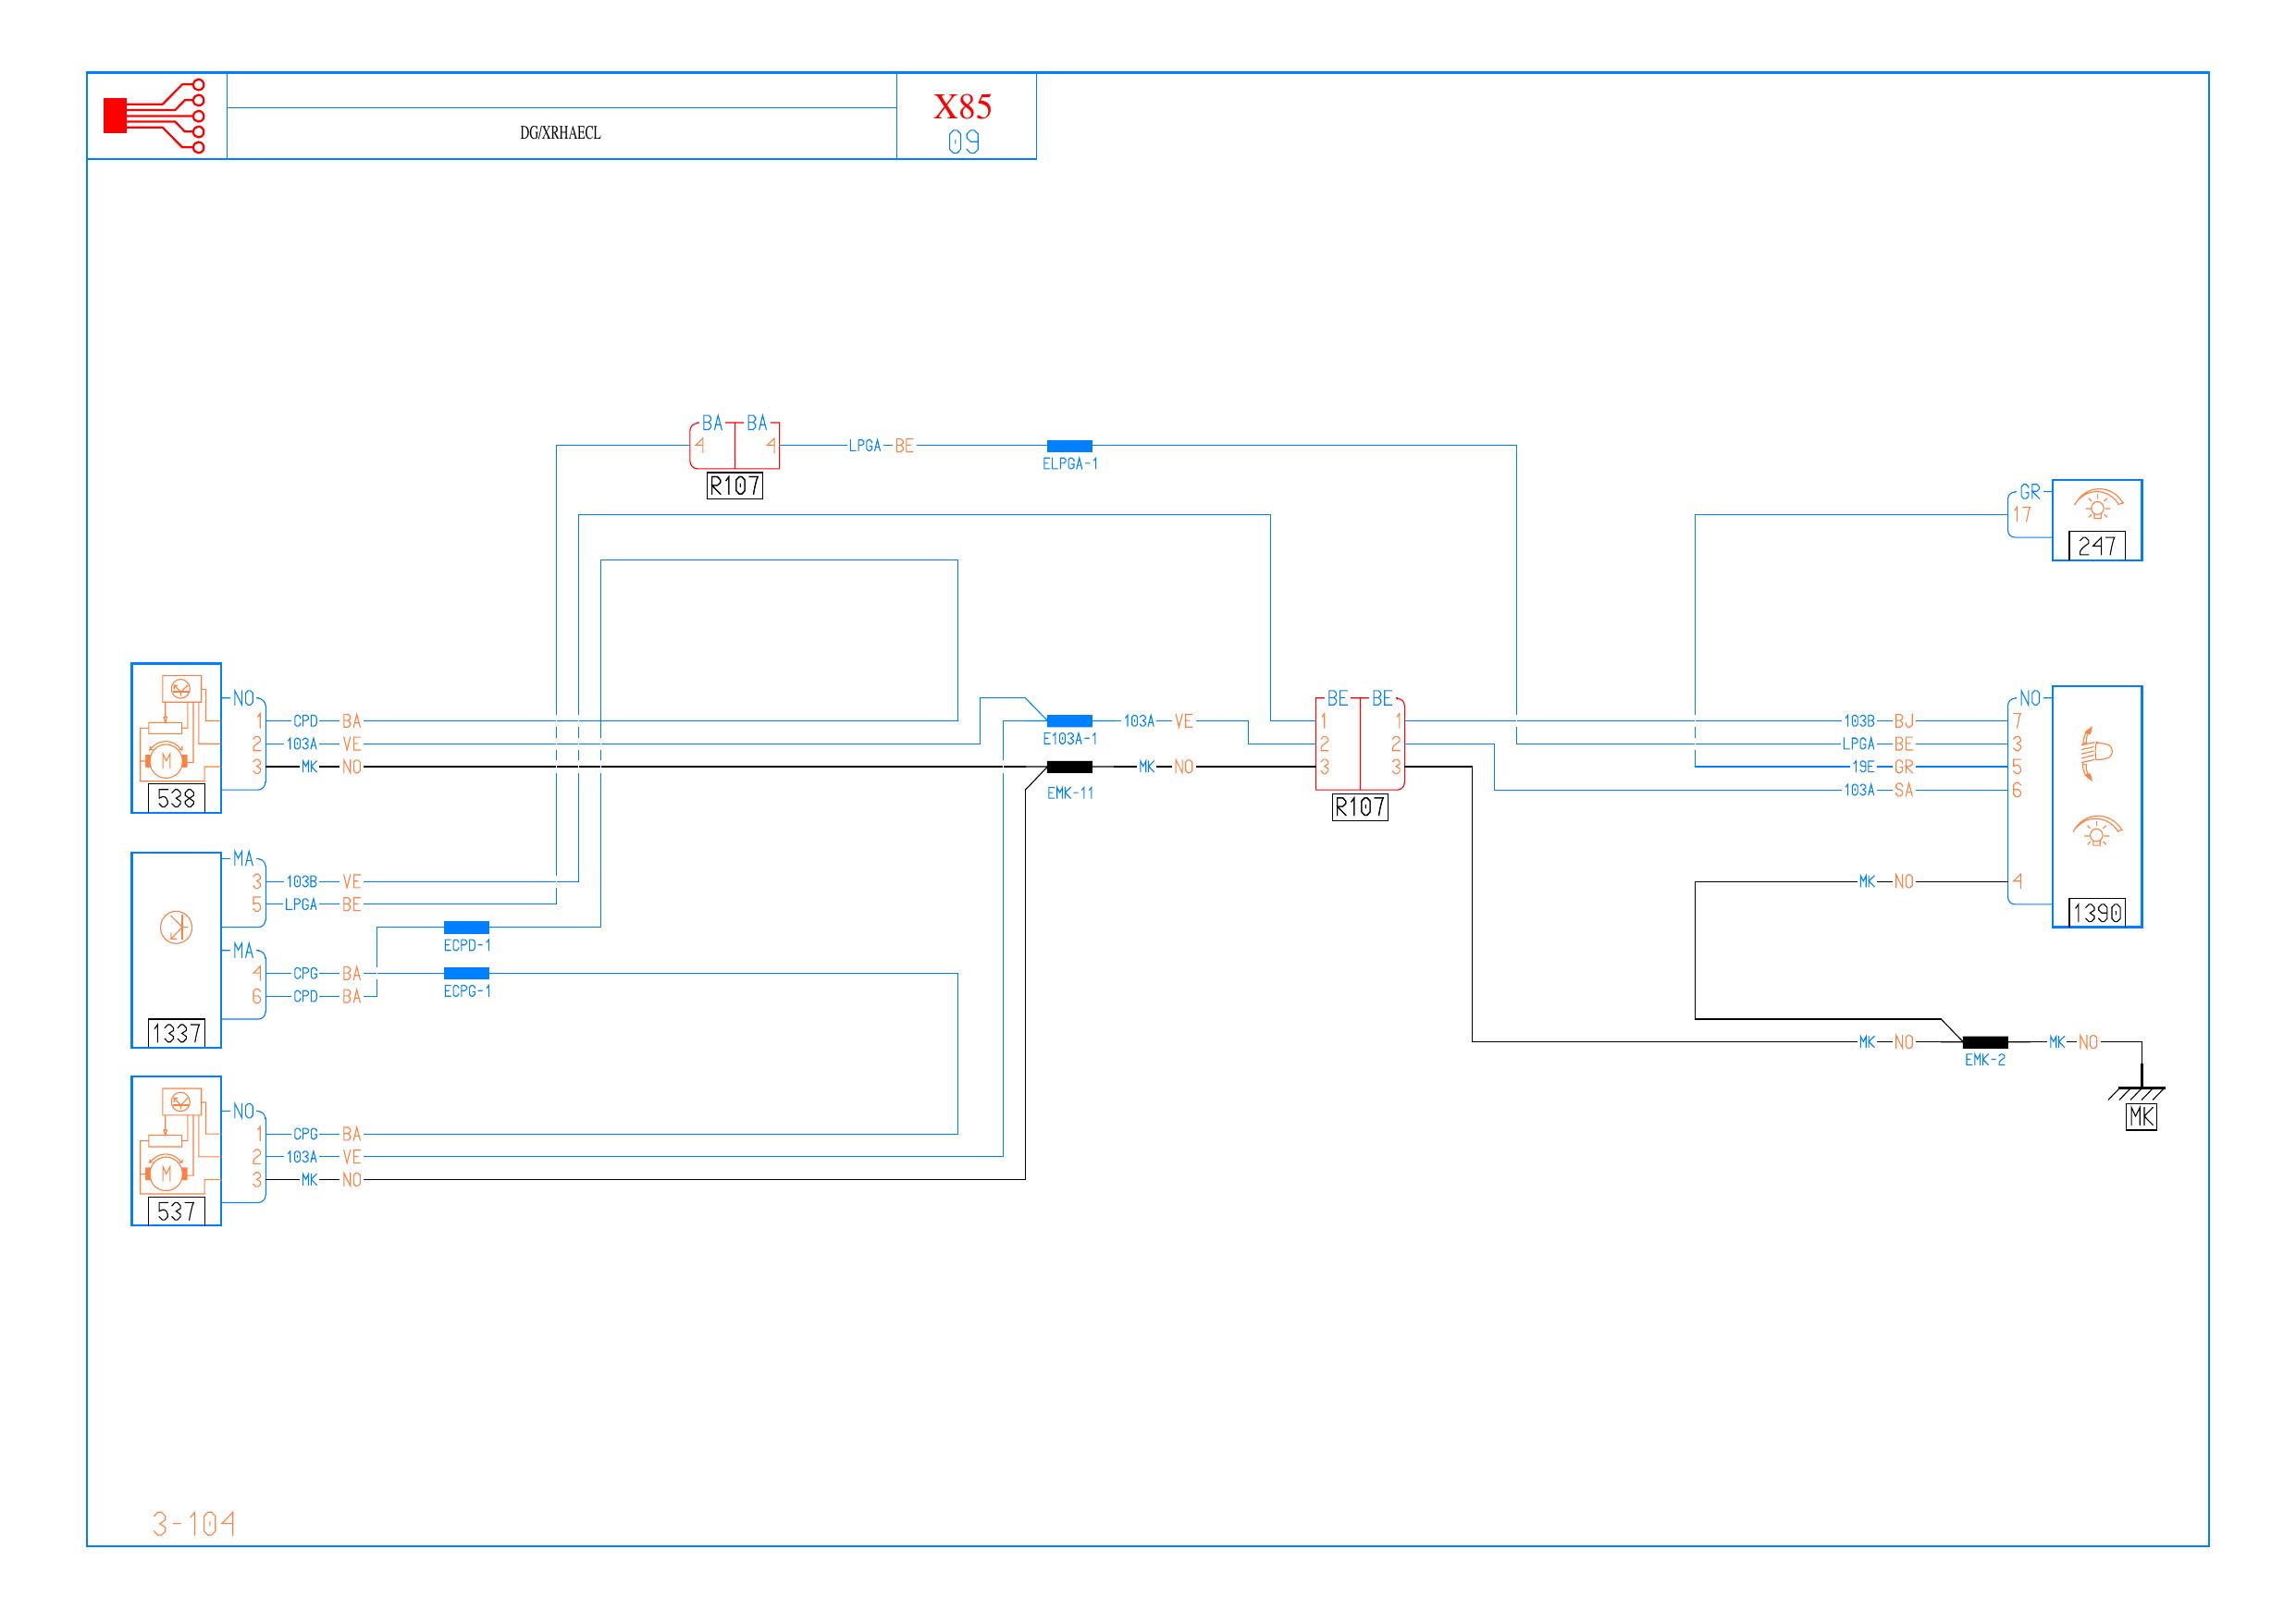 X85
DG/XRHAECL
09
BA BA
4 4
LPGA BE
ELPGA-1
R107
GR
17
247
NO
1 CPD BA
2 103A VE
3 MK NO
M
538
E103A-1
103A VE
MK NO
EMK-11
BE BE
1 1
2 2
3 3
R107
NO
103B BJ 7
LPGA BE 3
19E GR 5
103A SA 6
MK NO 4
1390
MA
3 103B VE
5 LPGA BE
ECPD-1
MA
4 CPG BA
6 CPD BA
ECPG-1
1337
MK NO
EMK-2
MK NO
MK
NO
1 CPG BA
2 103A VE
3 MK NO
M
537
3-104